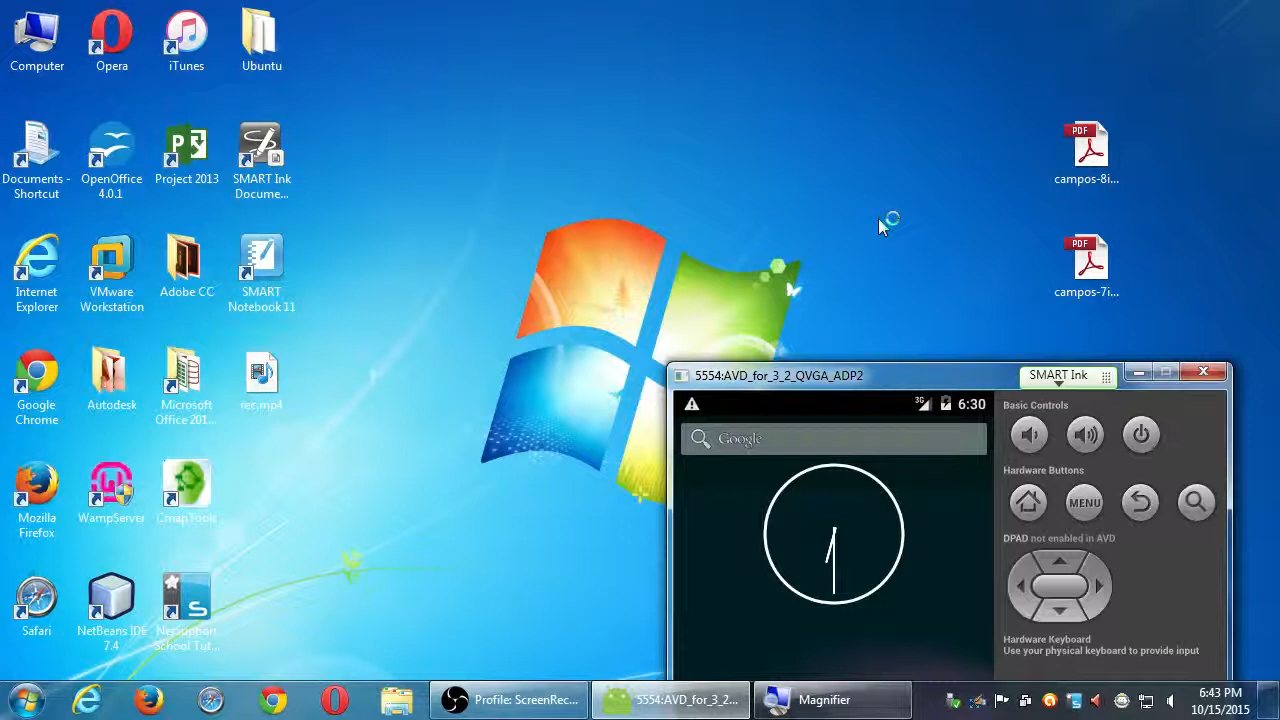 Computer
Opera
iTunes
Ubuntu
Documents -
Shortcut
OpenOffice
4.0.1
Project 2013
SMART Ink
Docume...
Internet
Explorer
VMware
Workstation
Adobe CC
SMART
Notebook 11
Google
Chrome
Autodesk
Microsoft
Office 201...
rec.mp4
Mozilla
Firefox
WampServer
CmapTools
Safari
NetBeans IDE
7.4
NetSupport
School Tut...
PDF
campos-8i...
PDF
campos-7i...
5554:AVD_for_3_2_QVGA_ADP2
SMART Ink
3G
6:30
Google
Basic Controls
Hardware Buttons
MENU
DPAD not enabled in AVD
Hardware Keyboard
Use your physical keyboard to provide input
Profile: ScreenRec...
5554:AVD_for_3_2...
Magnifier
6:43 PM
10/15/2015